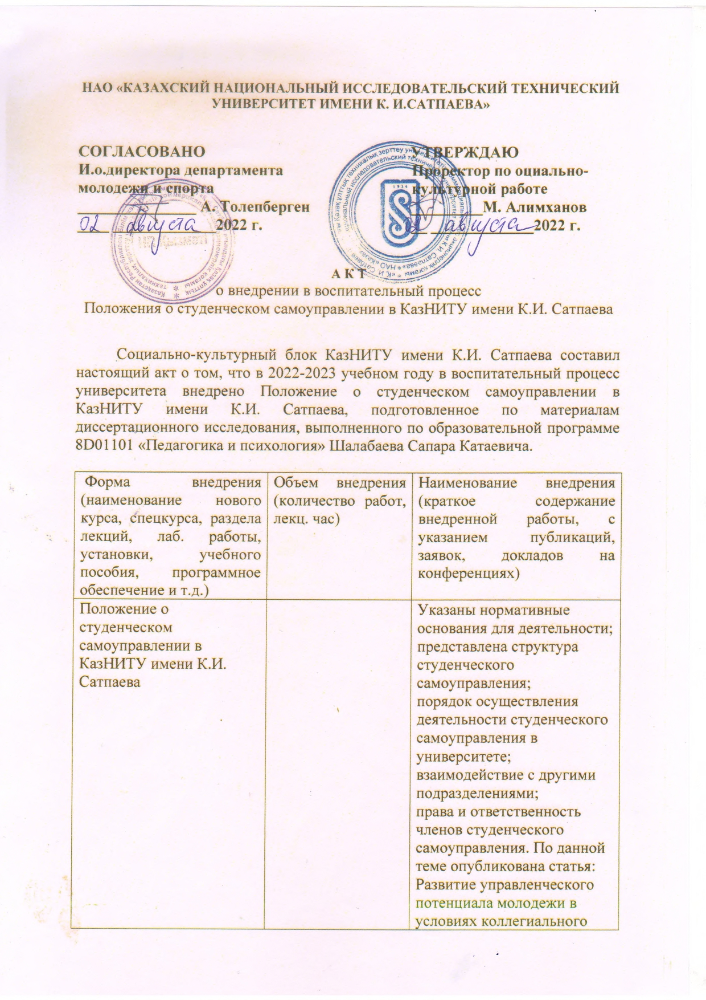 НАО «КАЗАХСКИЙ НАЦИОНАЛЬНЫЙ ИССЛЕДОВАТЕЛЬСКИЙ ТЕХНИЧЕСКИЙ
УНИВЕРСИТЕТ ИМЕНИ К. И.САТПАЕВА»
СОГЛАСОВАНО
И.о.директора департамента
молодежи и спорта
А. Толепберген
02 августа 2022 г.
УТВЕРЖДАЮ
Проректор по оциально-
культурной работе
М. Алимханов
августа 2022 г.
1934
А К Т
о внедрении в воспитательный процесс
Положения о студенческом самоуправлении в КазНИТУ имени К.И. Сатпаева
Социально-культурный блок КазНИТУ имени К.И. Сатпаева составил
настоящий акт о том, что в 2022-2023 учебном году в воспитательный процесс
университета внедрено Положение о студенческом самоуправлении в
КазНИТУ имени К.И. Сатпаева, подготовленное по материалам
диссертационного исследования, выполненного по образовательной программе
8D01101 «Педагогика и психология» Шалабаева Сапара Катаевича.
Форма внедрения
(наименование нового
курса, спецкурса, раздела
лекций, лаб. работы,
установки, учебного
пособия, программное
обеспечение и т.д.)
Объем внедрения
(количество работ,
лекц. час)
Наименование внедрения
(краткое содержание
внедренной работы, с
указанием публикаций,
заявок, докладов на
конференциях)
Положение о
студенческом
самоуправлении в
КазНИТУ имени К.И.
Сатпаева
Указаны нормативные
основания для деятельности;
представлена структура
студенческого
самоуправления;
порядок осуществления
деятельности студенческого
самоуправления в
университете;
взаимодействие с другими
подразделениями;
права и ответственность
членов студенческого
самоуправления. По данной
теме опубликована статья:
Развитие управленческого
потенциала молодежи в
условиях коллегиального